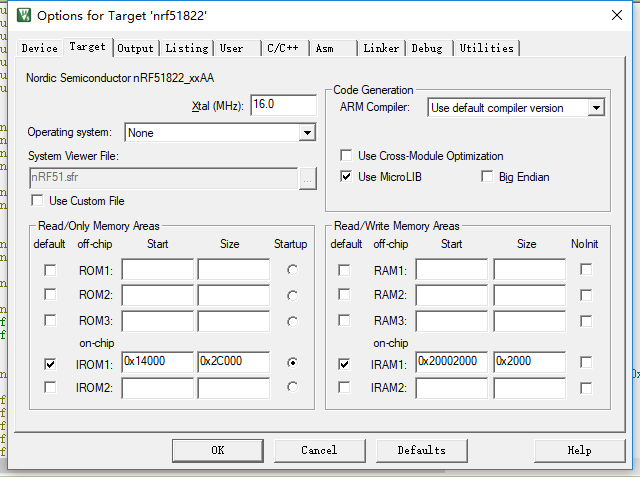 Options for Target 'nrf51822'
Device Target Output Listing User C/C++ Asm Linker Debug Utilities
Nordic Semiconductor nRF51822_xxAA
Xtal (MHz): 16.0
Operating system: None
System Viewer File:
nRF51.sfr ...
Use Custom File
Code Generation
ARM Compiler: Use default compiler version
Use Cross-Module Optimization
Use MicroLIB Big Endian
Read/Only Memory Areas
default off-chip Start Size Startup
ROM1:
ROM2:
ROM3:
on-chip
IROM1: 0x14000 0x2C000
IROM2:
Read/Write Memory Areas
default off-chip Start Size NoInit
RAM1:
RAM2:
RAM3:
on-chip
IRAM1: 0x20002000 0x2000
IRAM2:
OK Cancel Defaults Help